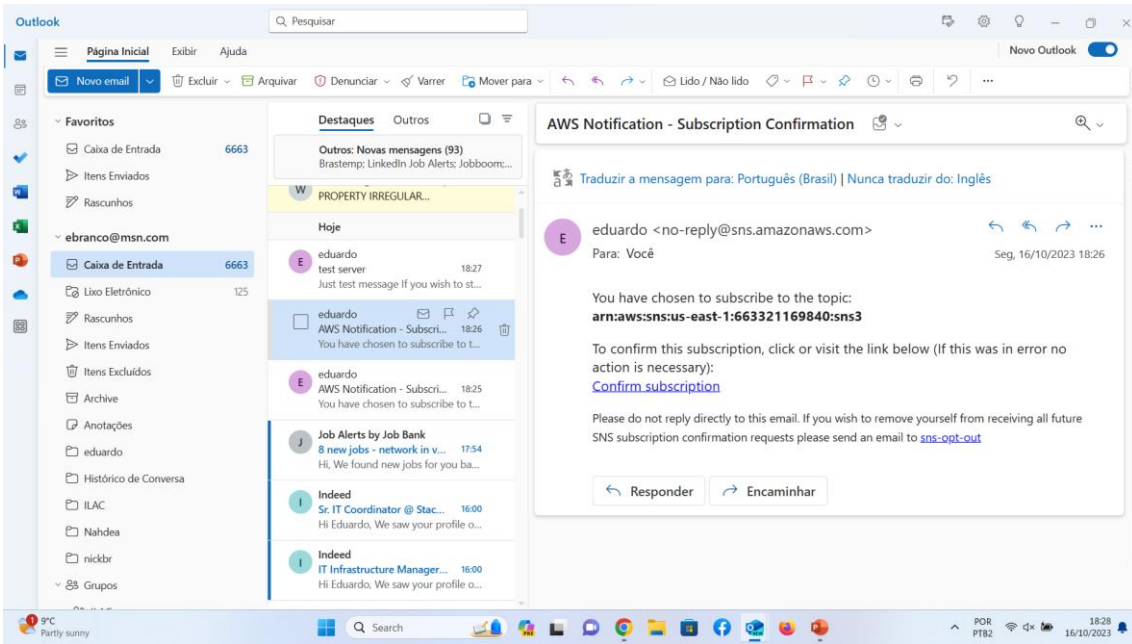 Outlook
Pesquisar
Página Inicial Exibir Ajuda
Novo Outlook
Novo email Excluir Arquivar Denunciar Varrer Mover para Lido / Não lido
Favoritos
Caixa de Entrada 6663
Itens Enviados
Rascunhos
ebranco@msn.com
Caixa de Entrada 6663
Lixo Eletrônico 125
Rascunhos
Itens Enviados
Itens Excluídos
Archive
Anotações
eduardo
Histórico de Conversa
ILAC
Nahdea
nickbr
Grupos
Destaques Outros
Outros: Novas mensagens (93)
Brastemp; LinkedIn Job Alerts; Jobboom;...
W
PROPERTY IRREGULAR...
Hoje
E
eduardo
test server 18:27
Just test message If you wish to st...
eduardo
AWS Notification - Subscri... 18:26
You have chosen to subscribe to t...
E
eduardo
AWS Notification - Subscri... 18:25
You have chosen to subscribe to t...
J
Job Alerts by Job Bank
8 new jobs - network in v... 17:54
Hi, We found new jobs for you ba...
I
Indeed
Sr. IT Coordinator @ Stac... 16:00
Hi Eduardo, We saw your profile o...
I
Indeed
IT Infrastructure Manager... 16:00
Hi Eduardo, We saw your profile o...
AWS Notification - Subscription Confirmation
Traduzir a mensagem para: Português (Brasil) | Nunca traduzir do: Inglês
E
eduardo <no-reply@sns.amazonaws.com>
Para: Você
Seg, 16/10/2023 18:26
You have chosen to subscribe to the topic:
arn:aws:sns:us-east-1:663321169840:sns3
To confirm this subscription, click or visit the link below (If this was in error no
action is necessary):
Confirm subscription
Please do not reply directly to this email. If you wish to remove yourself from receiving all future
SNS subscription confirmation requests please send an email to sns-opt-out
Responder Encaminhar
1
9°C
Partly sunny
Search
POR
PTB2
18:28
16/10/2023